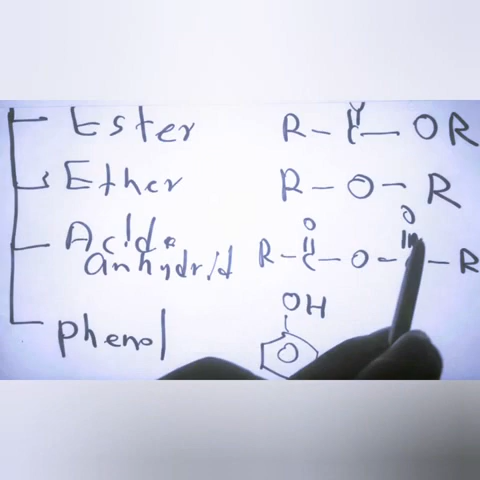 Ester R-C-OR
Ether R-O-R
O
Acide O
anhydrid R-C-O- -R
OH
phenol